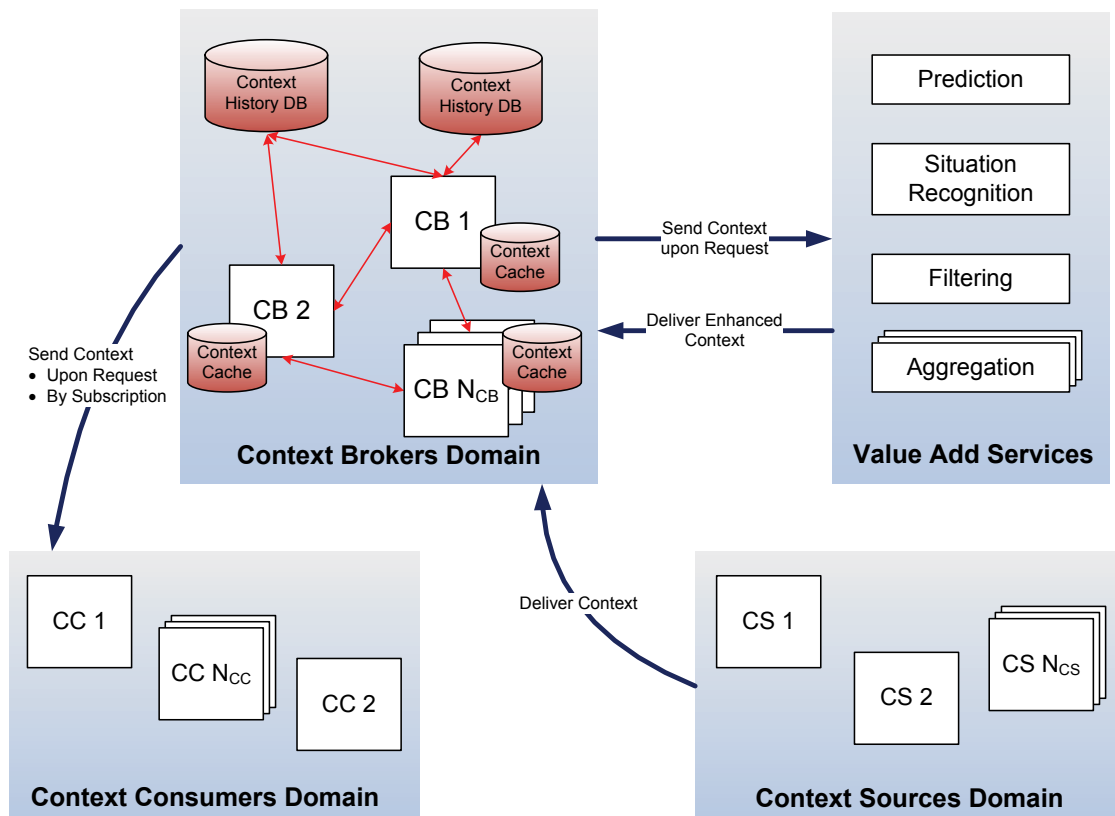 Context
History DB
Context
History DB
CB 1
Context
Cache
CB 2
Context
Cache
CB NCB
Context
Cache
Context Brokers Domain
Send Context
upon Request
Deliver Enhanced
Context
Prediction
Situation
Recognition
Filtering
Aggregation
Value Add Services
Send Context
• Upon Request
• By Subscription
Deliver Context
CC 1
CC NCC
CC 2
Context Consumers Domain
CS 1
CS 2
CS NCS
Context Sources Domain